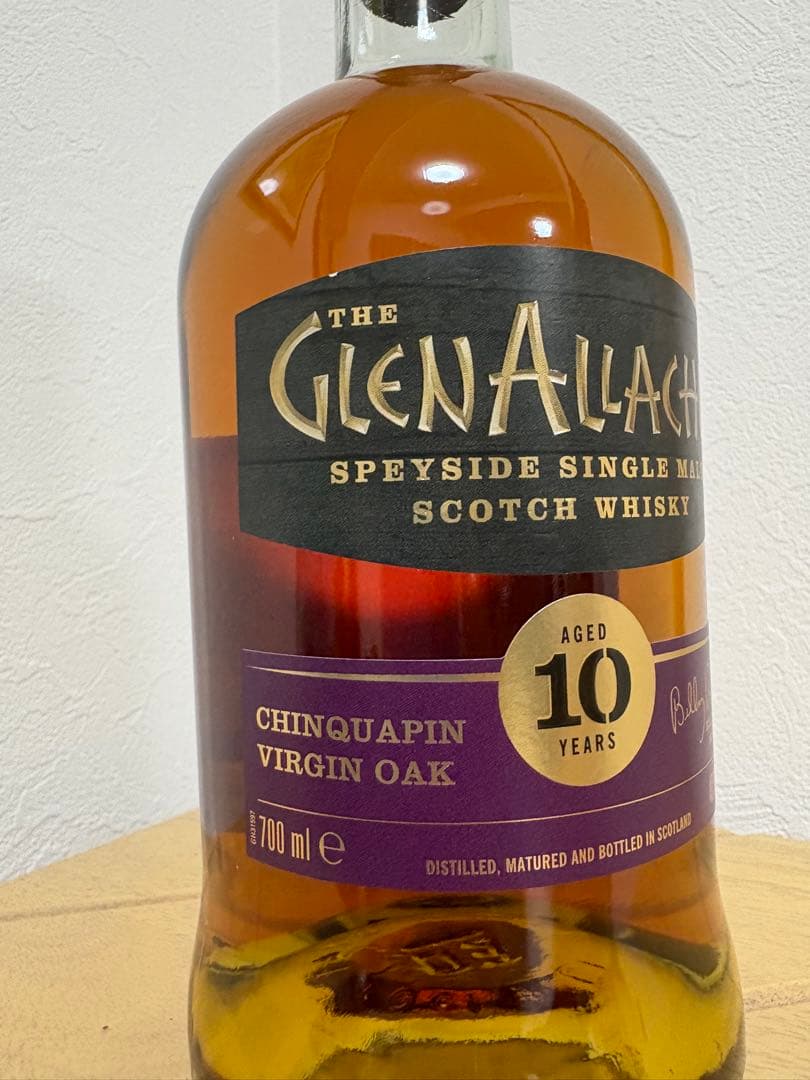 THE
GLENALLACH
SPEYSIDE SINGLE MAL
SCOTCH WHISKY
AGED
10
YEARS
CHINQUAPIN
VIRGIN OAK
Billy
700 ml e
DISTILLED, MATURED AND BOTTLED IN SCOTLAND